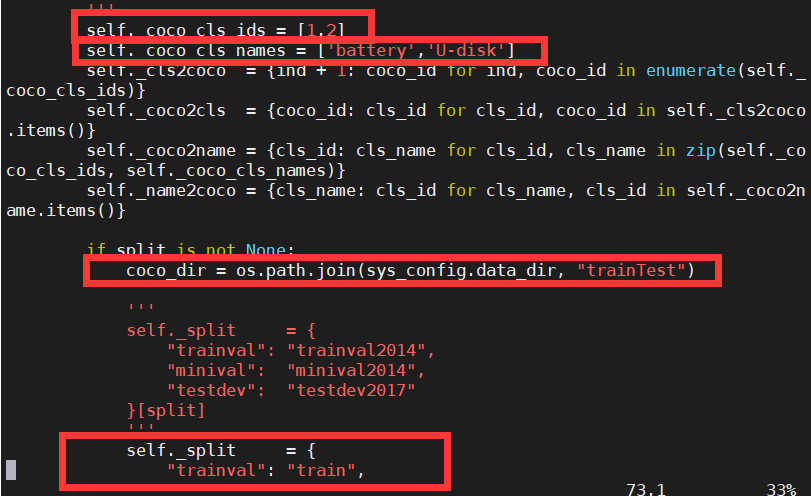 '''
self._coco_cls_ids = [1,2]
self._coco_cls_names = ['battery','U-disk']
self._cls2coco  = {ind + 1: coco_id for ind, coco_id in enumerate(self._
coco_cls_ids)}
self._coco2cls  = {coco_id: cls_id for cls_id, coco_id in self._cls2coco
.items()}
self._coco2name = {cls_id: cls_name for cls_id, cls_name in zip(self._co
co_cls_ids, self._coco_cls_names)}
self._name2coco = {cls_name: cls_id for cls_name, cls_id in self._coco2n
ame.items()}
if split is not None:
coco_dir = os.path.join(sys_config.data_dir, "trainTest")
'''
self._split     = {
"trainval": "trainval2014",
"minival":  "minival2014",
"testdev":  "testdev2017"
}[split]
'''
self._split     = {
"trainval": "train",
73,1 33%